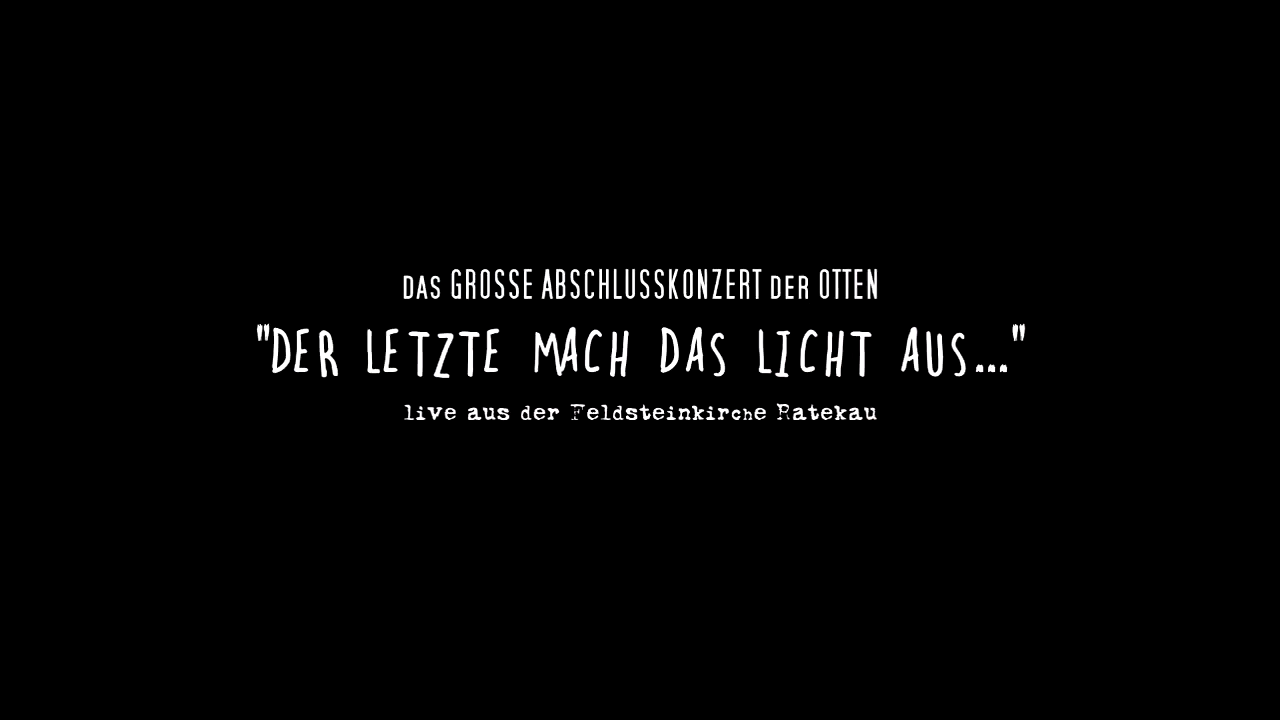 DAS GROSSE ABSCHLUSSKONZERT DER OTTEN
"DER LETZTE MACH DAS LICHT AUS..."
live aus der Feldsteinkirche Ratekau